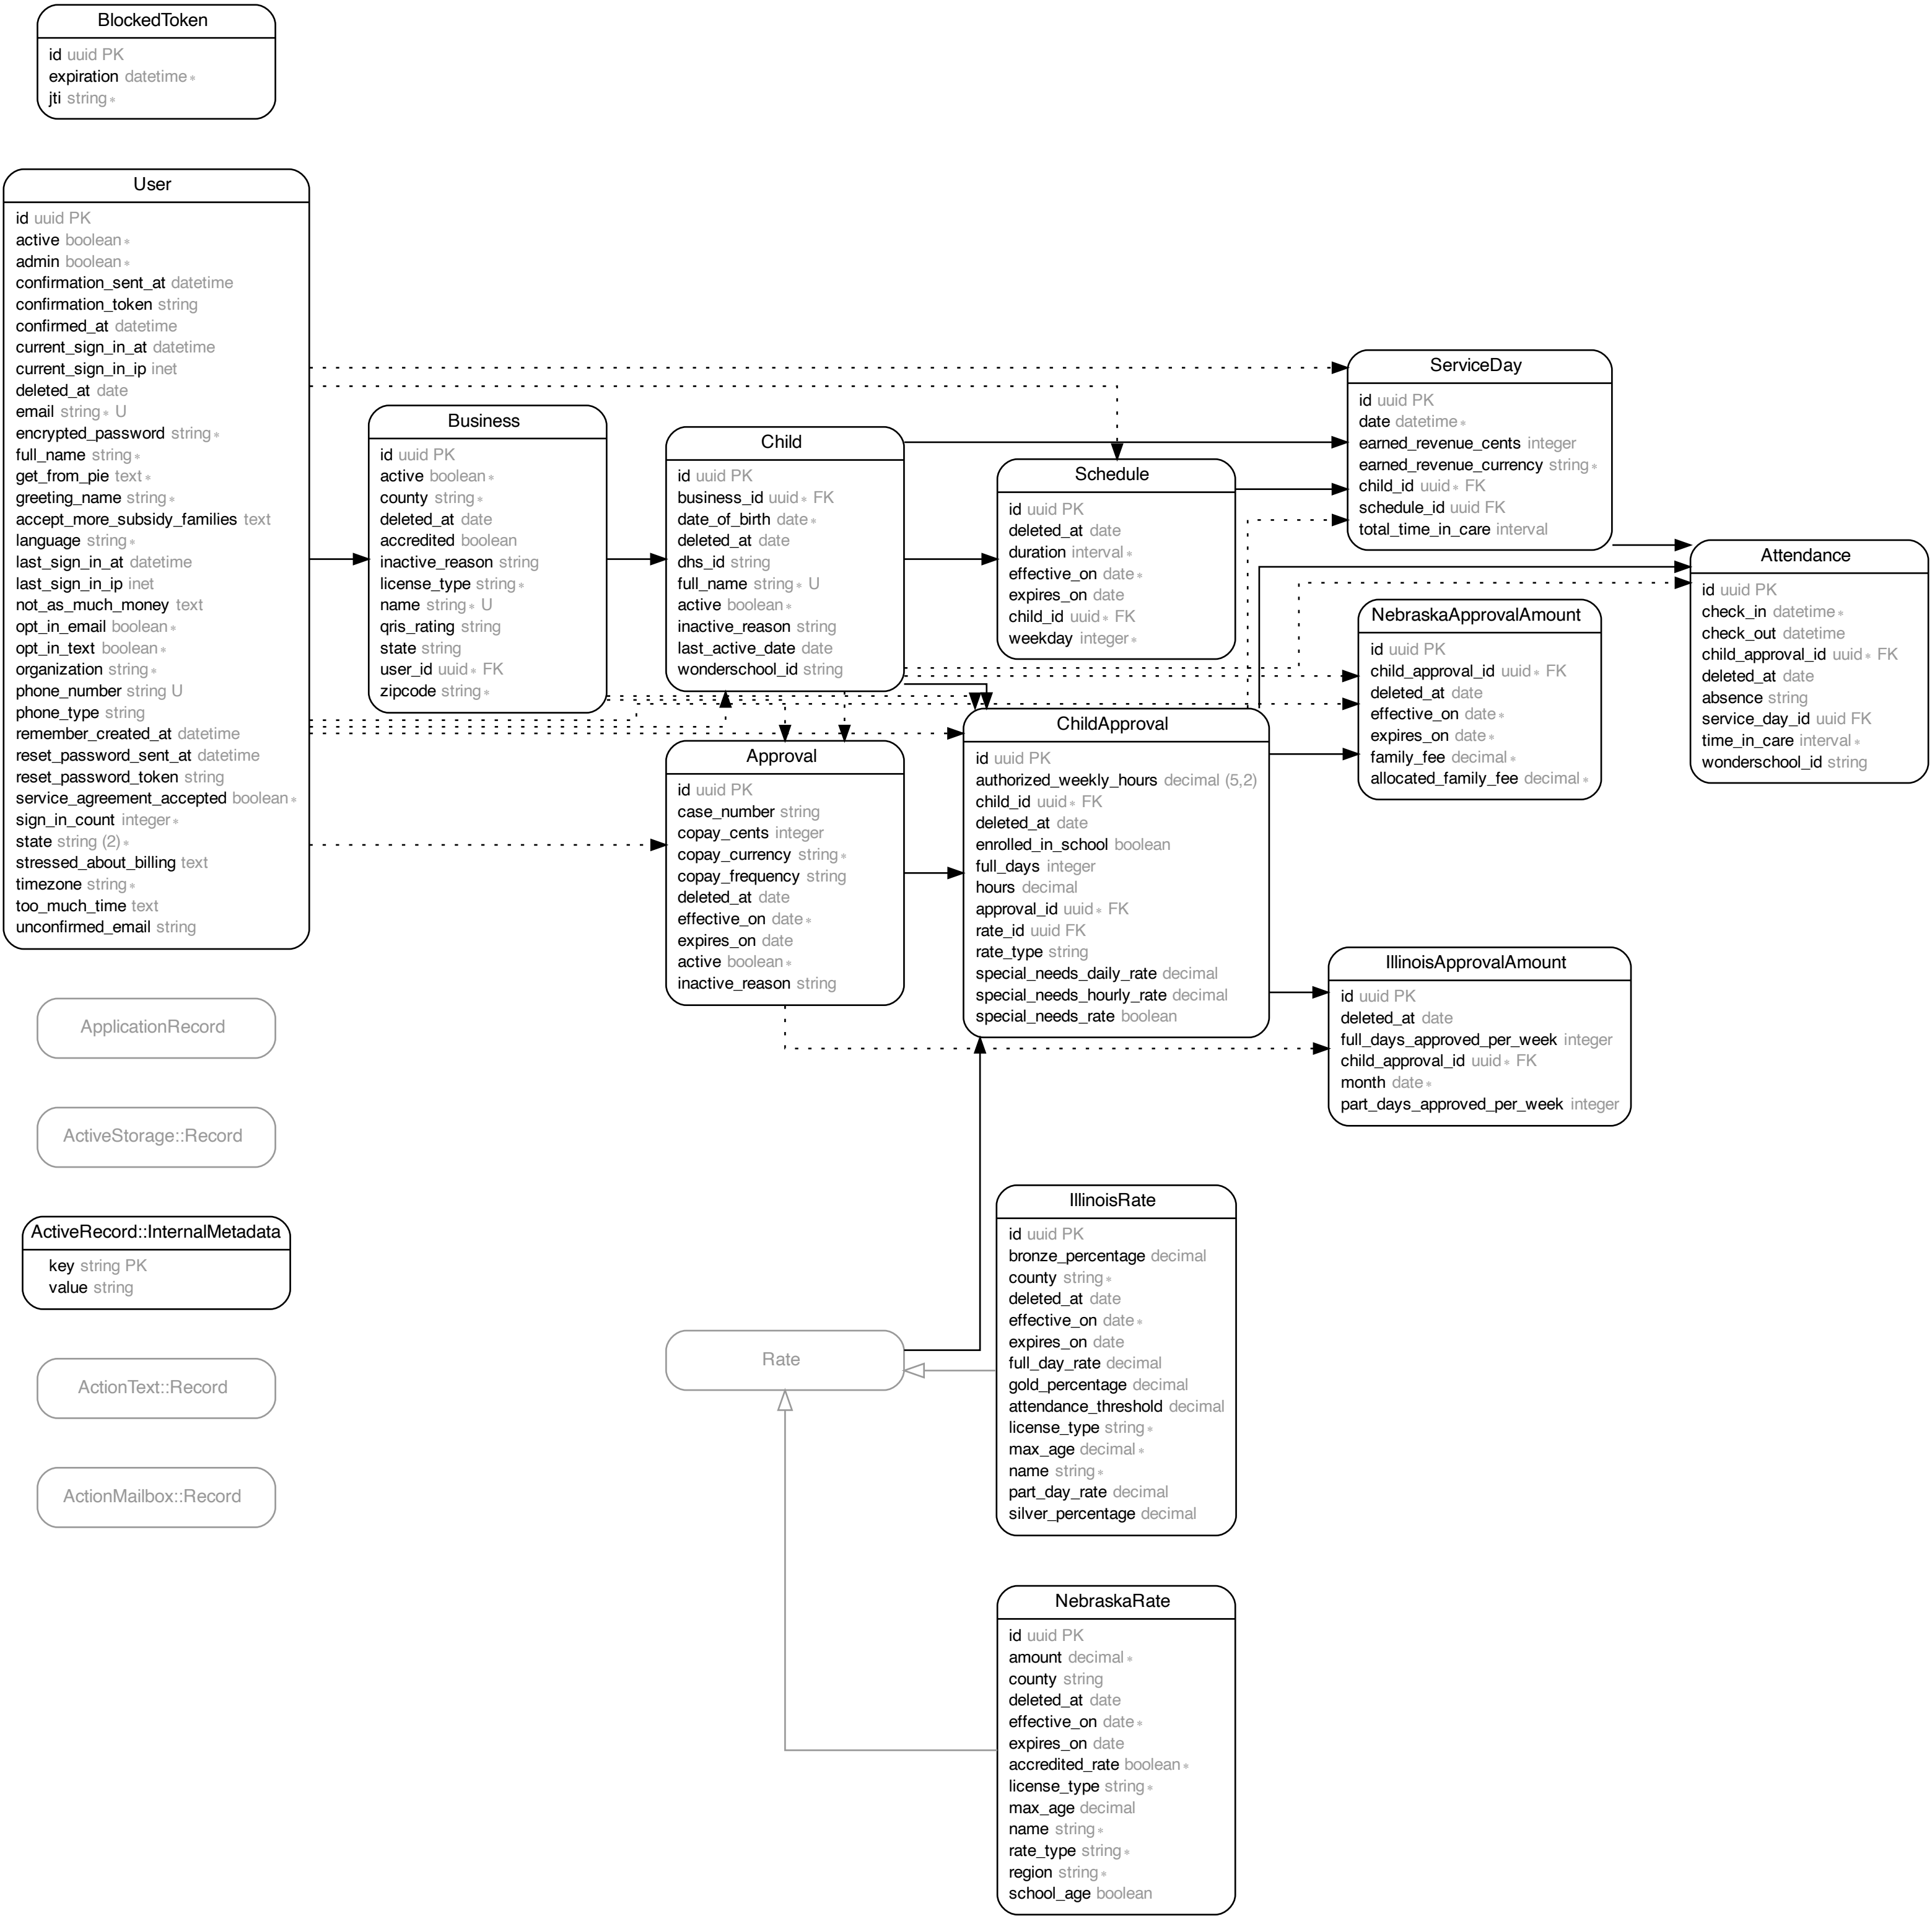 BlockedToken
id uuid PK
expiration datetime ∗
jti string ∗
User
id uuid PK
active boolean ∗
admin boolean ∗
confirmation_sent_at datetime
confirmation_token string
confirmed_at datetime
current_sign_in_at datetime
current_sign_in_ip inet
deleted_at date
email string ∗ U
encrypted_password string ∗
full_name string ∗
get_from_pie text ∗
greeting_name string ∗
accept_more_subsidy_families text
language string ∗
last_sign_in_at datetime
last_sign_in_ip inet
not_as_much_money text
opt_in_email boolean ∗
opt_in_text boolean ∗
organization string ∗
phone_number string U
phone_type string
remember_created_at datetime
reset_password_sent_at datetime
reset_password_token string
service_agreement_accepted boolean ∗
sign_in_count integer ∗
state string (2) ∗
stressed_about_billing text
timezone string ∗
too_much_time text
unconfirmed_email string
Business
id uuid PK
active boolean ∗
county string ∗
deleted_at date
accredited boolean
inactive_reason string
license_type string ∗
name string ∗ U
qris_rating string
state string
user_id uuid ∗ FK
zipcode string ∗
Child
id uuid PK
business_id uuid ∗ FK
date_of_birth date ∗
deleted_at date
dhs_id string
full_name string ∗ U
active boolean ∗
inactive_reason string
last_active_date date
wonderschool_id string
Schedule
id uuid PK
deleted_at date
duration interval ∗
effective_on date ∗
expires_on date
child_id uuid ∗ FK
weekday integer ∗
ServiceDay
id uuid PK
date datetime ∗
earned_revenue_cents integer
earned_revenue_currency string ∗
child_id uuid ∗ FK
schedule_id uuid FK
total_time_in_care interval
Attendance
id uuid PK
check_in datetime ∗
check_out datetime
child_approval_id uuid ∗ FK
deleted_at date
absence string
service_day_id uuid FK
time_in_care interval ∗
wonderschool_id string
NebraskaApprovalAmount
id uuid PK
child_approval_id uuid ∗ FK
deleted_at date
effective_on date ∗
expires_on date ∗
family_fee decimal ∗
allocated_family_fee decimal ∗
Approval
id uuid PK
case_number string
copay_cents integer
copay_currency string ∗
copay_frequency string
deleted_at date
effective_on date ∗
expires_on date
active boolean ∗
inactive_reason string
ChildApproval
id uuid PK
authorized_weekly_hours decimal (5,2)
child_id uuid ∗ FK
deleted_at date
enrolled_in_school boolean
full_days integer
hours decimal
approval_id uuid ∗ FK
rate_id uuid FK
rate_type string
special_needs_daily_rate decimal
special_needs_hourly_rate decimal
special_needs_rate boolean
IllinoisApprovalAmount
id uuid PK
deleted_at date
full_days_approved_per_week integer
child_approval_id uuid ∗ FK
month date ∗
part_days_approved_per_week integer
ApplicationRecord
ActiveStorage::Record
ActiveRecord::InternalMetadata
key string PK
value string
ActionText::Record
ActionMailbox::Record
Rate
IllinoisRate
id uuid PK
bronze_percentage decimal
county string ∗
deleted_at date
effective_on date ∗
expires_on date
full_day_rate decimal
gold_percentage decimal
attendance_threshold decimal
license_type string ∗
max_age decimal ∗
name string ∗
part_day_rate decimal
silver_percentage decimal
NebraskaRate
id uuid PK
amount decimal ∗
county string
deleted_at date
effective_on date ∗
expires_on date
accredited_rate boolean ∗
license_type string ∗
max_age decimal
name string ∗
rate_type string ∗
region string ∗
school_age boolean